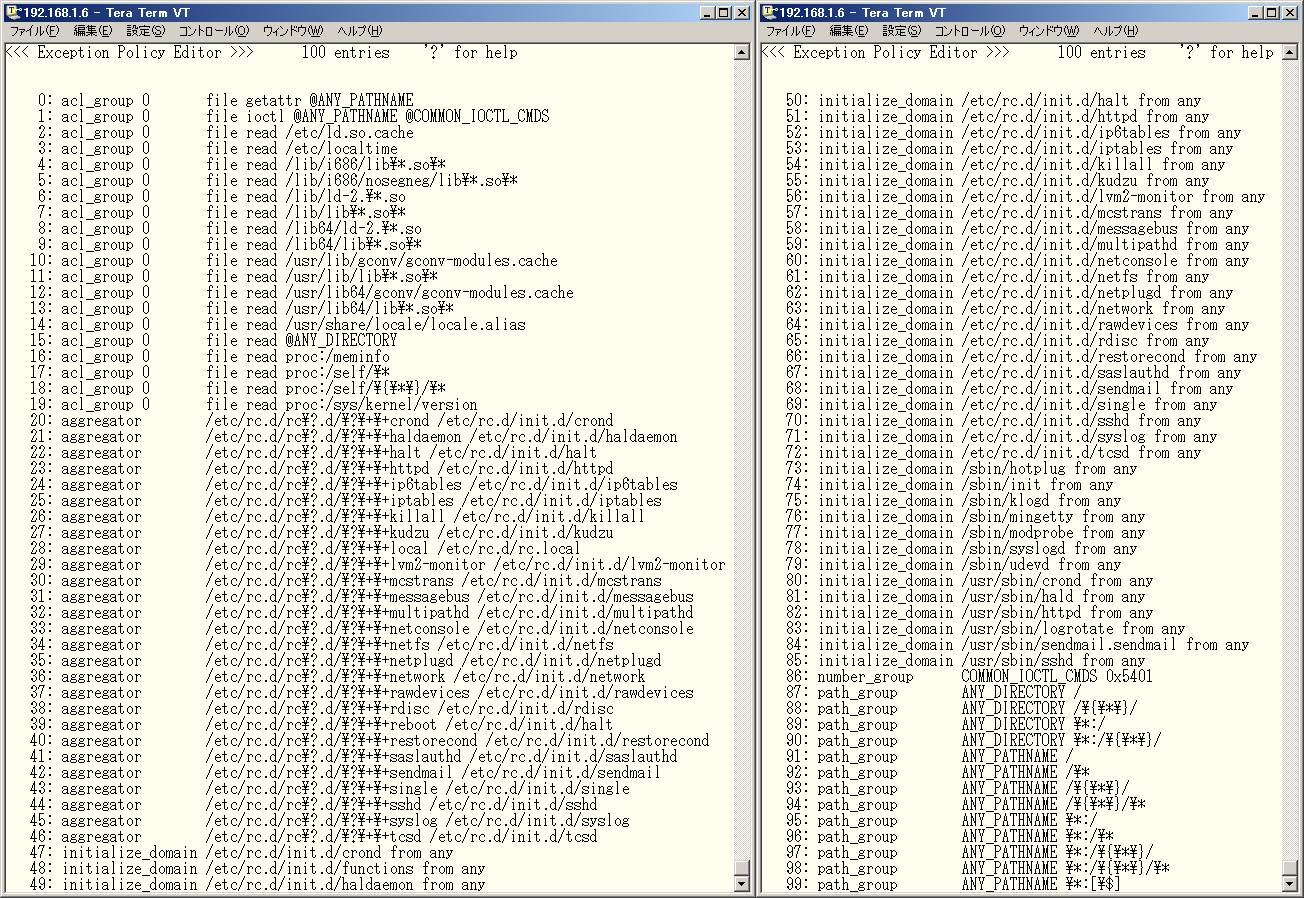 192.168.1.6 - Tera Term VT
ファイル(F) 編集(E) 設定(S) コントロール(O) ウィンドウ(W) ヘルプ(H)
<<< Exception Policy Editor >>>      100 entries    '?' for help
0: acl_group 0       file getattr @ANY_PATHNAME
1: acl_group 0       file ioctl @ANY_PATHNAME @COMMON_IOCTL_CMDS
2: acl_group 0       file read /etc/ld.so.cache
3: acl_group 0       file read /etc/localtime
4: acl_group 0       file read /lib/i686/lib¥*.so¥*
5: acl_group 0       file read /lib/i686/nosegneg/lib¥*.so¥*
6: acl_group 0       file read /lib/ld-2.¥*.so
7: acl_group 0       file read /lib/lib¥*.so¥*
8: acl_group 0       file read /lib64/ld-2.¥*.so
9: acl_group 0       file read /lib64/lib¥*.so¥*
10: acl_group 0       file read /usr/lib/gconv/gconv-modules.cache
11: acl_group 0       file read /usr/lib/lib¥*.so¥*
12: acl_group 0       file read /usr/lib64/gconv/gconv-modules.cache
13: acl_group 0       file read /usr/lib64/lib¥*.so¥*
14: acl_group 0       file read /usr/share/locale/locale.alias
15: acl_group 0       file read @ANY_DIRECTORY
16: acl_group 0       file read proc:/meminfo
17: acl_group 0       file read proc:/self/¥*
18: acl_group 0       file read proc:/self/¥{¥*¥}/¥*
19: acl_group 0       file read proc:/sys/kernel/version
20: aggregator        /etc/rc.d/rc¥?.d/¥?¥+¥+crond /etc/rc.d/init.d/crond
21: aggregator        /etc/rc.d/rc¥?.d/¥?¥+¥+haldaemon /etc/rc.d/init.d/haldaemon
22: aggregator        /etc/rc.d/rc¥?.d/¥?¥+¥+halt /etc/rc.d/init.d/halt
23: aggregator        /etc/rc.d/rc¥?.d/¥?¥+¥+httpd /etc/rc.d/init.d/httpd
24: aggregator        /etc/rc.d/rc¥?.d/¥?¥+¥+ip6tables /etc/rc.d/init.d/ip6tables
25: aggregator        /etc/rc.d/rc¥?.d/¥?¥+¥+iptables /etc/rc.d/init.d/iptables
26: aggregator        /etc/rc.d/rc¥?.d/¥?¥+¥+killall /etc/rc.d/init.d/killall
27: aggregator        /etc/rc.d/rc¥?.d/¥?¥+¥+kudzu /etc/rc.d/init.d/kudzu
28: aggregator        /etc/rc.d/rc¥?.d/¥?¥+¥+local /etc/rc.d/rc.local
29: aggregator        /etc/rc.d/rc¥?.d/¥?¥+¥+lvm2-monitor /etc/rc.d/init.d/lvm2-monitor
30: aggregator        /etc/rc.d/rc¥?.d/¥?¥+¥+mcstrans /etc/rc.d/init.d/mcstrans
31: aggregator        /etc/rc.d/rc¥?.d/¥?¥+¥+messagebus /etc/rc.d/init.d/messagebus
32: aggregator        /etc/rc.d/rc¥?.d/¥?¥+¥+multipathd /etc/rc.d/init.d/multipathd
33: aggregator        /etc/rc.d/rc¥?.d/¥?¥+¥+netconsole /etc/rc.d/init.d/netconsole
34: aggregator        /etc/rc.d/rc¥?.d/¥?¥+¥+netfs /etc/rc.d/init.d/netfs
35: aggregator        /etc/rc.d/rc¥?.d/¥?¥+¥+netplugd /etc/rc.d/init.d/netplugd
36: aggregator        /etc/rc.d/rc¥?.d/¥?¥+¥+network /etc/rc.d/init.d/network
37: aggregator        /etc/rc.d/rc¥?.d/¥?¥+¥+rawdevices /etc/rc.d/init.d/rawdevices
38: aggregator        /etc/rc.d/rc¥?.d/¥?¥+¥+rdisc /etc/rc.d/init.d/rdisc
39: aggregator        /etc/rc.d/rc¥?.d/¥?¥+¥+reboot /etc/rc.d/init.d/halt
40: aggregator        /etc/rc.d/rc¥?.d/¥?¥+¥+restorecond /etc/rc.d/init.d/restorecond
41: aggregator        /etc/rc.d/rc¥?.d/¥?¥+¥+saslauthd /etc/rc.d/init.d/saslauthd
42: aggregator        /etc/rc.d/rc¥?.d/¥?¥+¥+sendmail /etc/rc.d/init.d/sendmail
43: aggregator        /etc/rc.d/rc¥?.d/¥?¥+¥+single /etc/rc.d/init.d/single
44: aggregator        /etc/rc.d/rc¥?.d/¥?¥+¥+sshd /etc/rc.d/init.d/sshd
45: aggregator        /etc/rc.d/rc¥?.d/¥?¥+¥+syslog /etc/rc.d/init.d/syslog
46: aggregator        /etc/rc.d/rc¥?.d/¥?¥+¥+tcsd /etc/rc.d/init.d/tcsd
47: initialize_domain /etc/rc.d/init.d/crond from any
48: initialize_domain /etc/rc.d/init.d/functions from any
49: initialize_domain /etc/rc.d/init.d/haldaemon from any
192.168.1.6 - Tera Term VT
ファイル(F) 編集(E) 設定(S) コントロール(O) ウィンドウ(W) ヘルプ(H)
<<< Exception Policy Editor >>>      100 entries    '?' for help
50: initialize_domain /etc/rc.d/init.d/halt from any
51: initialize_domain /etc/rc.d/init.d/httpd from any
52: initialize_domain /etc/rc.d/init.d/ip6tables from any
53: initialize_domain /etc/rc.d/init.d/iptables from any
54: initialize_domain /etc/rc.d/init.d/killall from any
55: initialize_domain /etc/rc.d/init.d/kudzu from any
56: initialize_domain /etc/rc.d/init.d/lvm2-monitor from any
57: initialize_domain /etc/rc.d/init.d/mcstrans from any
58: initialize_domain /etc/rc.d/init.d/messagebus from any
59: initialize_domain /etc/rc.d/init.d/multipathd from any
60: initialize_domain /etc/rc.d/init.d/netconsole from any
61: initialize_domain /etc/rc.d/init.d/netfs from any
62: initialize_domain /etc/rc.d/init.d/netplugd from any
63: initialize_domain /etc/rc.d/init.d/network from any
64: initialize_domain /etc/rc.d/init.d/rawdevices from any
65: initialize_domain /etc/rc.d/init.d/rdisc from any
66: initialize_domain /etc/rc.d/init.d/restorecond from any
67: initialize_domain /etc/rc.d/init.d/saslauthd from any
68: initialize_domain /etc/rc.d/init.d/sendmail from any
69: initialize_domain /etc/rc.d/init.d/single from any
70: initialize_domain /etc/rc.d/init.d/sshd from any
71: initialize_domain /etc/rc.d/init.d/syslog from any
72: initialize_domain /etc/rc.d/init.d/tcsd from any
73: initialize_domain /sbin/hotplug from any
74: initialize_domain /sbin/init from any
75: initialize_domain /sbin/klogd from any
76: initialize_domain /sbin/mingetty from any
77: initialize_domain /sbin/modprobe from any
78: initialize_domain /sbin/syslogd from any
79: initialize_domain /sbin/udevd from any
80: initialize_domain /usr/sbin/crond from any
81: initialize_domain /usr/sbin/hald from any
82: initialize_domain /usr/sbin/httpd from any
83: initialize_domain /usr/sbin/logrotate from any
84: initialize_domain /usr/sbin/sendmail.sendmail from any
85: initialize_domain /usr/sbin/sshd from any
86: number_group      COMMON_IOCTL_CMDS 0x5401
87: path_group        ANY_DIRECTORY /
88: path_group        ANY_DIRECTORY /¥{¥*¥}/
89: path_group        ANY_DIRECTORY ¥*:/
90: path_group        ANY_DIRECTORY ¥*:/¥{¥*¥}/
91: path_group        ANY_PATHNAME /
92: path_group        ANY_PATHNAME /¥*
93: path_group        ANY_PATHNAME /¥{¥*¥}/
94: path_group        ANY_PATHNAME /¥{¥*¥}/¥*
95: path_group        ANY_PATHNAME ¥*:/
96: path_group        ANY_PATHNAME ¥*:/¥*
97: path_group        ANY_PATHNAME ¥*:/¥{¥*¥}/
98: path_group        ANY_PATHNAME ¥*:/¥{¥*¥}/¥*
99: path_group        ANY_PATHNAME ¥*:[¥$]